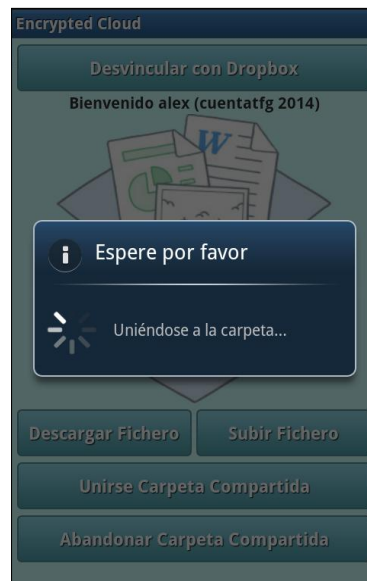 Encrypted Cloud
Desvincular con Dropbox
Bienvenido alex (cuentatfg 2014)
W
Espere por favor
Uniéndose a la carpeta...
Descargar Fichero
Subir Fichero
Unirse Carpeta Compartida
Abandonar Carpeta Compartida